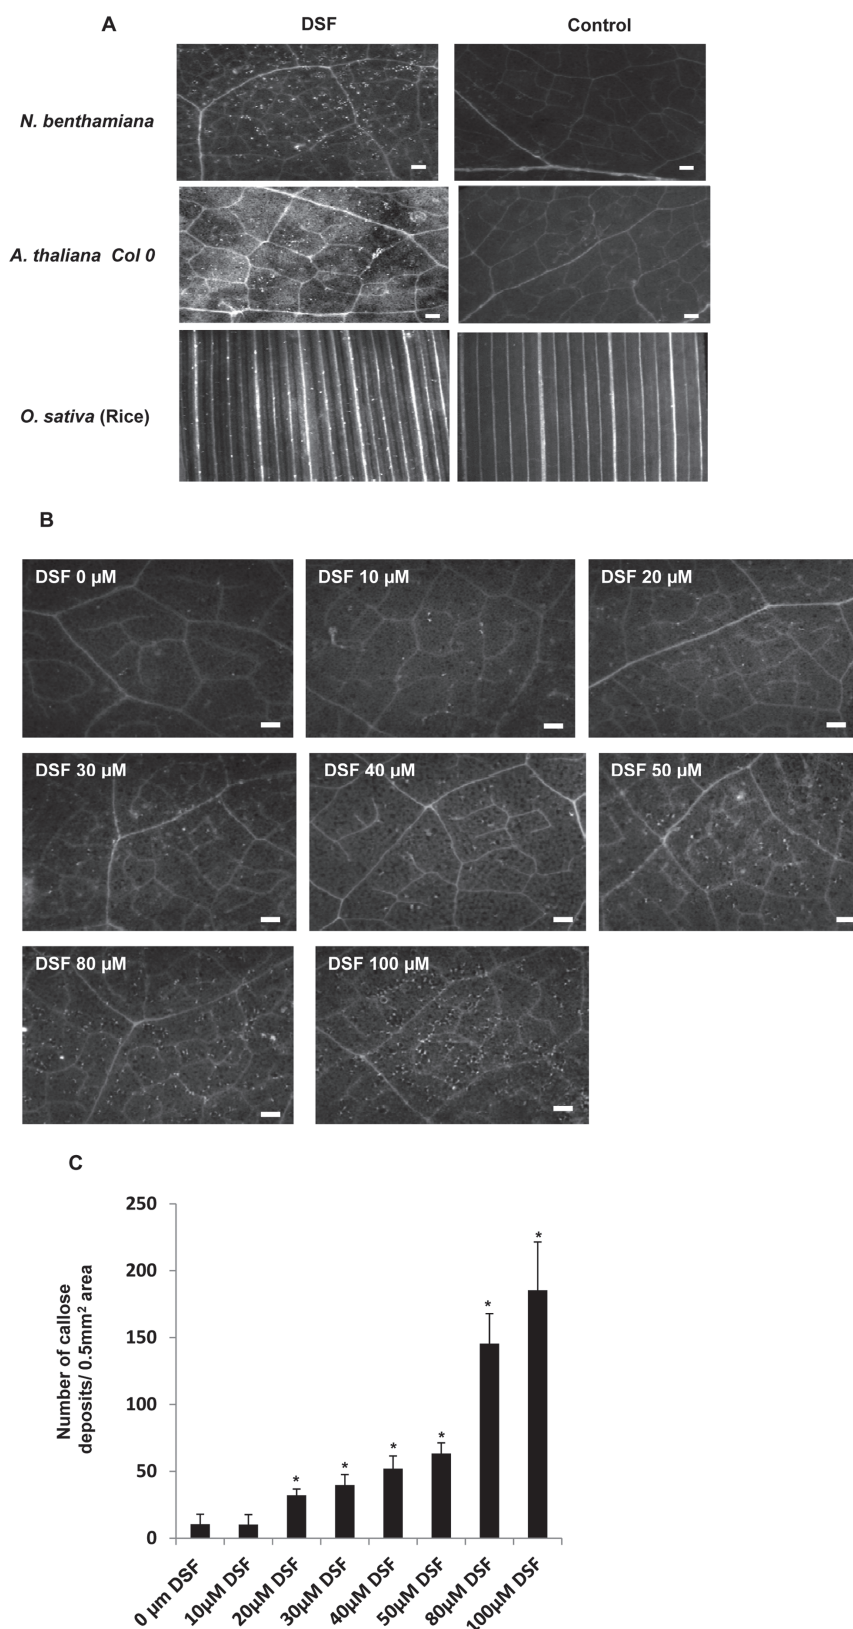 A
DSF
Control
N. benthamiana
A. thaliana Col 0
O. sativa (Rice)
B
DSF 0 µM
DSF 10 µM
DSF 20 µM
DSF 30 µM
DSF 40 µM
DSF 50 µM
DSF 80 µM
DSF 100 µM
C
Number of callose
deposits/ 0.5mm² area
250
200
150
100
50
0
*
*
*
*
*
*
0 µm DSF
10µM DSF
20µM DSF
30µM DSF
40µM DSF
50µM DSF
80µM DSF
100µM DSF